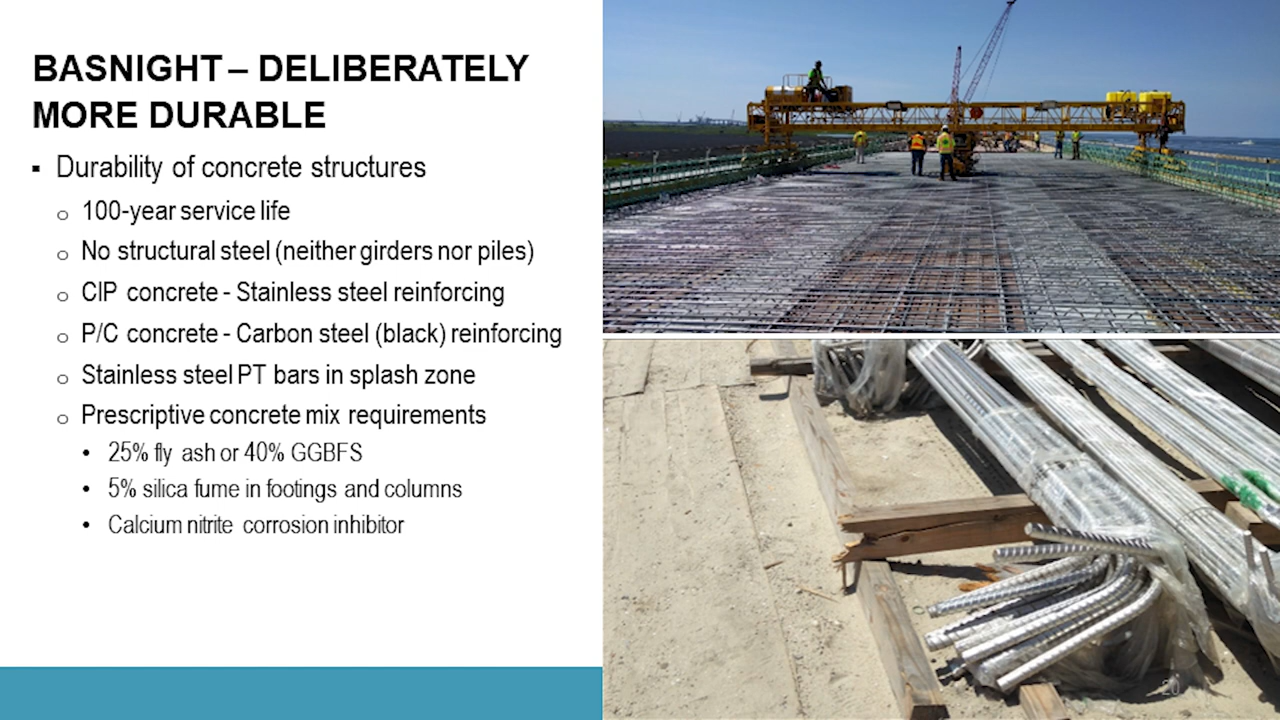 BASNIGHT – DELIBERATELY
MORE DURABLE
▪ Durability of concrete structures
o 100-year service life
o No structural steel (neither girders nor piles)
o CIP concrete - Stainless steel reinforcing
o P/C concrete - Carbon steel (black) reinforcing
o Stainless steel PT bars in splash zone
o Prescriptive concrete mix requirements
• 25% fly ash or 40% GGBFS
• 5% silica fume in footings and columns
• Calcium nitrite corrosion inhibitor
20